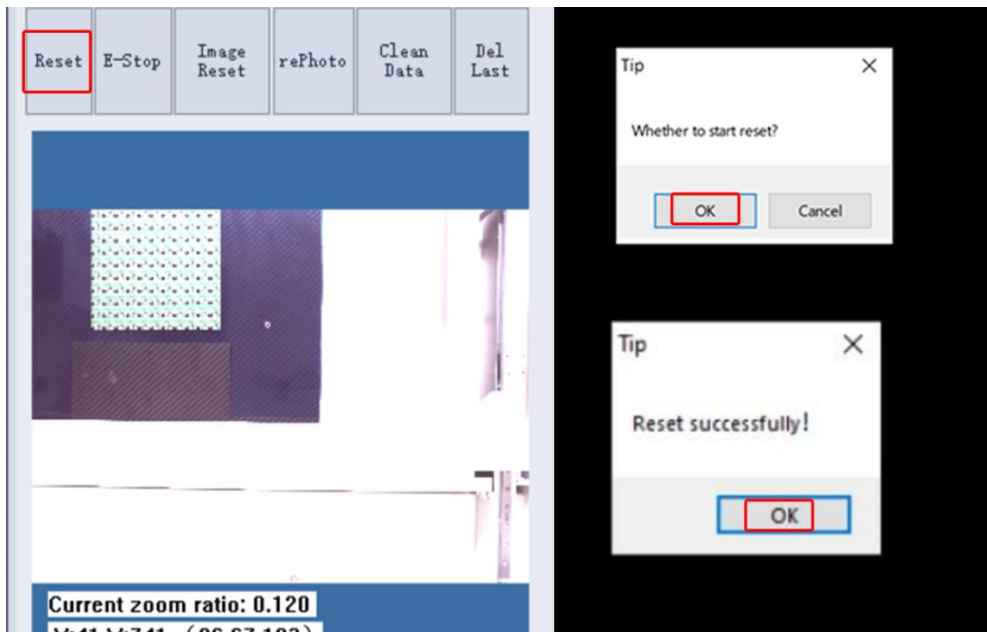 Reset
E-Stop
Image
Reset
rePhoto
Clean
Data
Del
Last
Current zoom ratio: 0.120
Tip
Whether to start reset?
OK
Cancel
Tip
Reset successfully!
OK